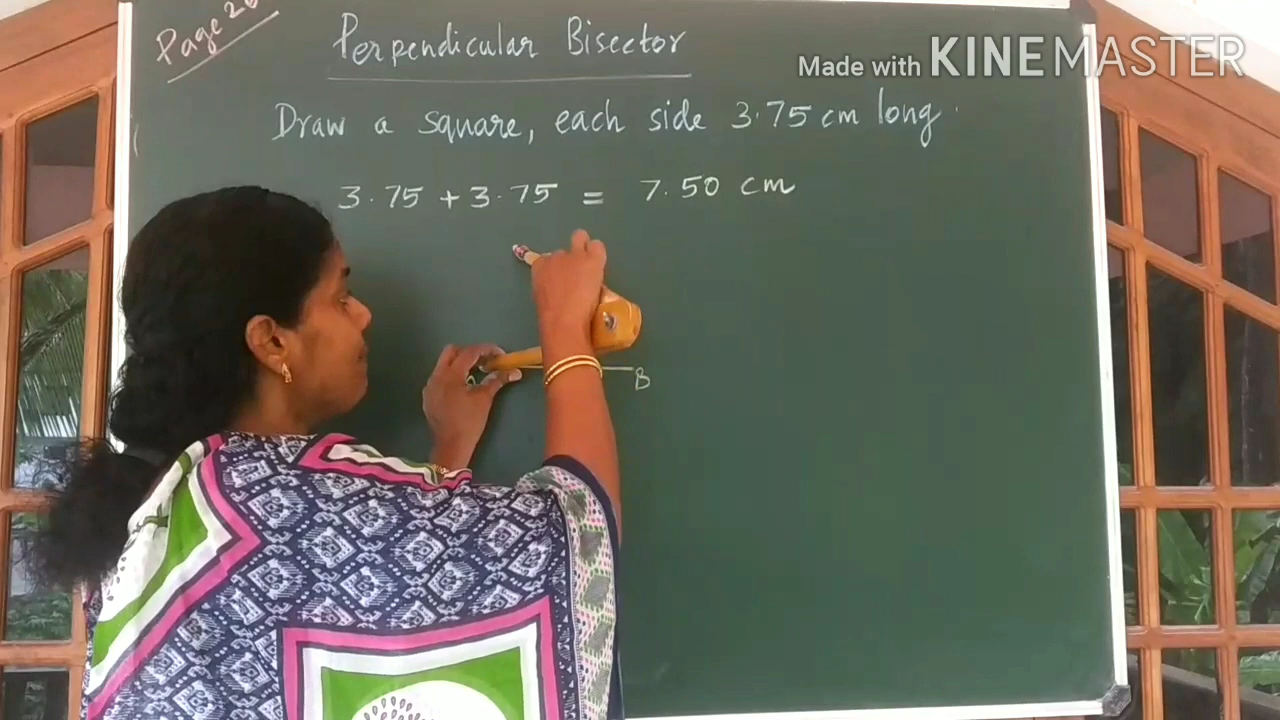 Page 26
Perpendicular Bisector
Made with KINEMASTER
Draw a square, each side 3.75 cm long.
3.75 + 3.75 = 7.50 cm
B